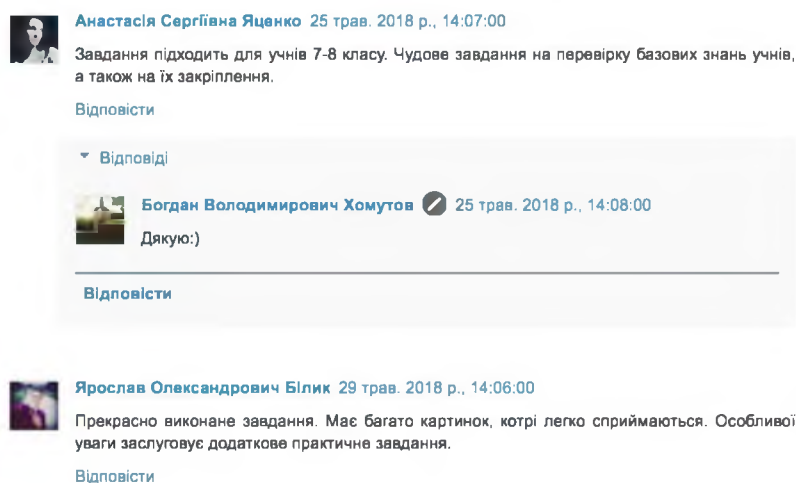 Анастасія Сергіївна Яценко 25 трав. 2018 р., 14:07:00
Завдання підходить для учнів 7-8 класу. Чудове завдання на перевірку базових знань учнів,
а також на їх закріплення.
Відповісти
Відповіді
Богдан Володимирович Хомутов 25 трав. 2018 р., 14:08:00
Дякую:)
Відповісти
Ярослав Олександрович Білик 29 трав. 2018 р., 14:06:00
Прекрасно виконане завдання. Має багато картинок, котрі легко сприймаються. Особливої
уваги заслуговує додаткове практичне завдання.
Відповісти